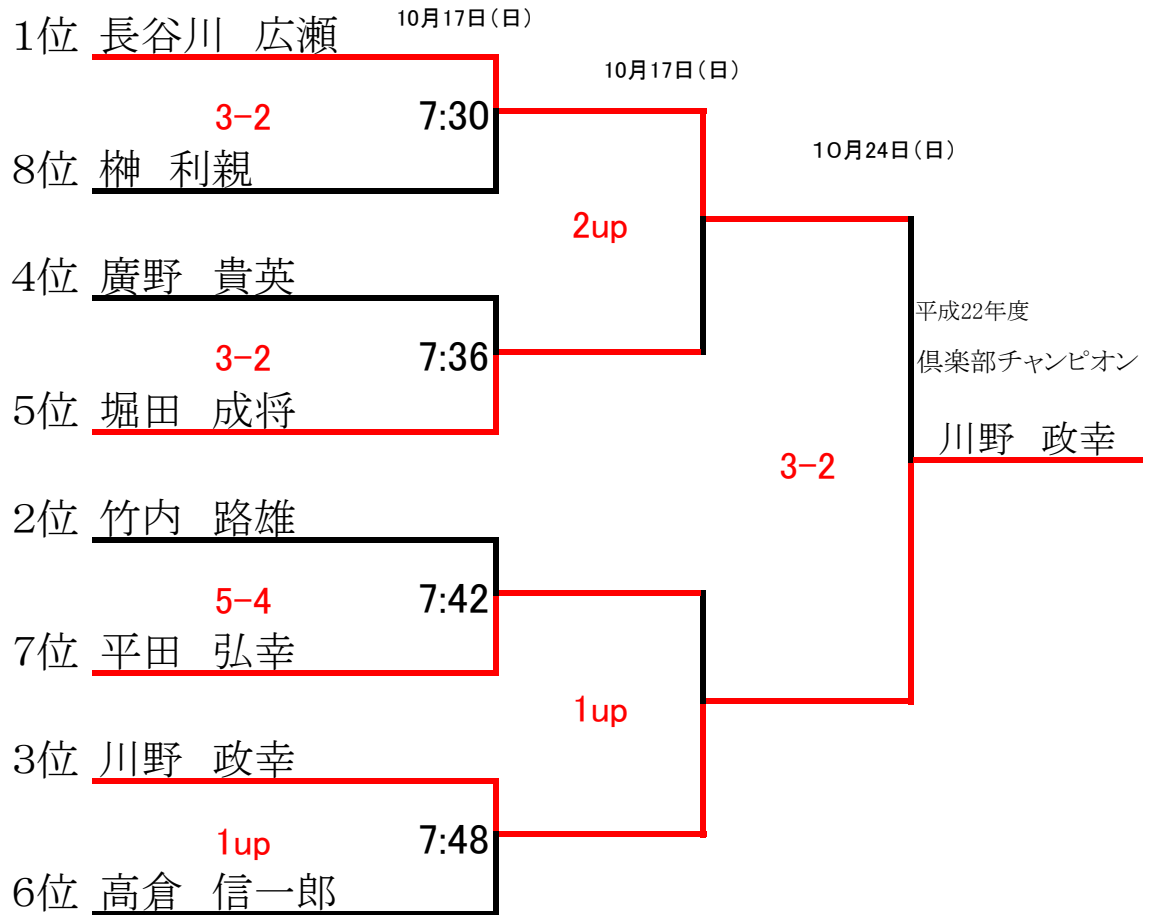 10月17日(日)
1位 長谷川 広瀬
10月17日(日)
3-2 7:30
10月24日(日)
8位 榊 利親
2up
4位 廣野 貴英
平成22年度
3-2 7:36
倶楽部チャンピオン
5位 堀田 成将
川野 政幸
3-2
2位 竹内 路雄
5-4 7:42
7位 平田 弘幸
1up
3位 川野 政幸
1up 7:48
6位 高倉 信一郎